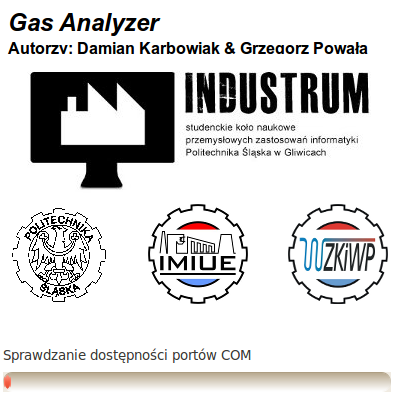 Gas Analyzer
Autorzy: Damian Karbowiak & Grzegorz Powała
INDUSTRUM
studenckie koło naukowe
przemysłowych zastosowań informatyki
Politechnika Śląska w Gliwicach
POLITECHNIKA
ŚLĄSKA
IMIUE
WZKiWP
Sprawdzanie dostępności portów COM